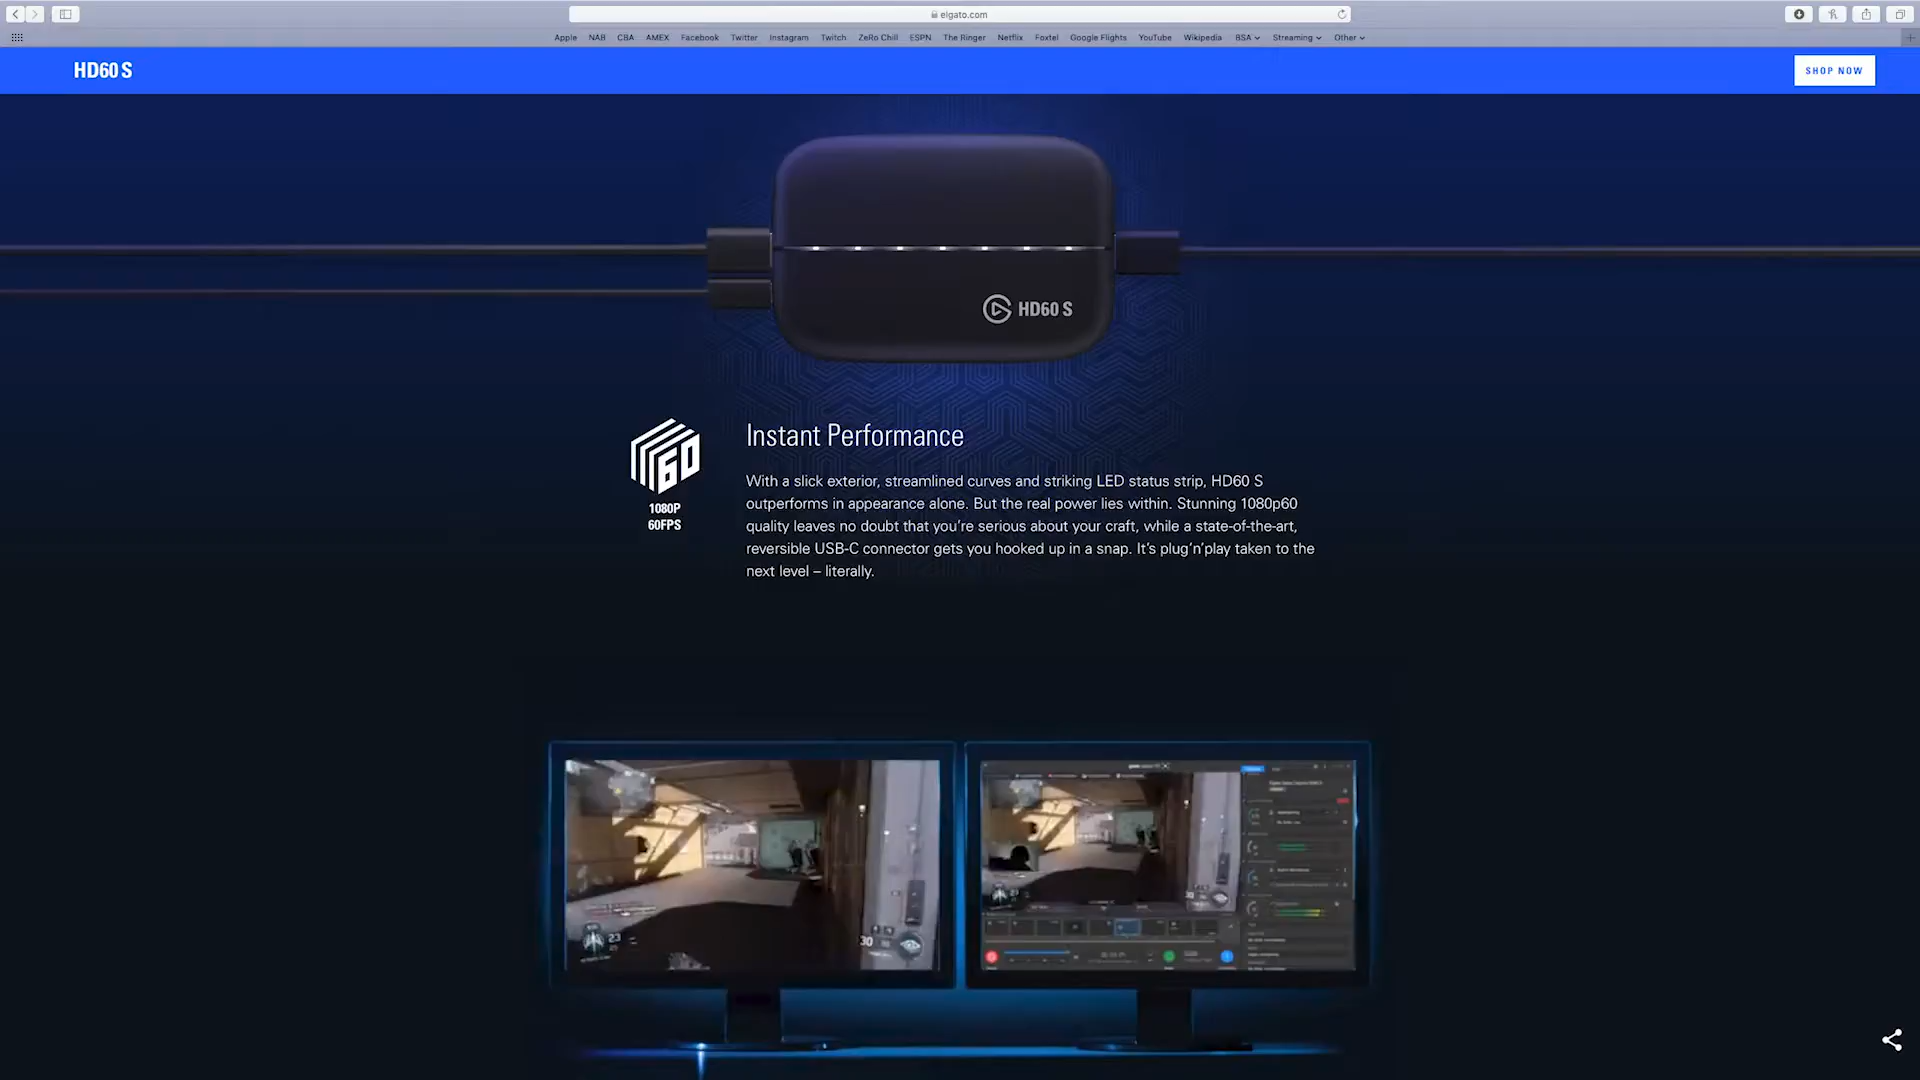 elgato.com
Apple NAB CBA AMEX Facebook Twitter Instagram Twitch ZeRo Chill ESPN The Ringer Netflix Foxtel Google Flights YouTube Wikipedia BSA Streaming Other
HD60 S
SHOP NOW
HD60 S
60
1080P
60FPS
Instant Performance
With a slick exterior, streamlined curves and striking LED status strip, HD60 S
outperforms in appearance alone. But the real power lies within. Stunning 1080p60
quality leaves no doubt that you’re serious about your craft, while a state-of-the-art,
reversible USB-C connector gets you hooked up in a snap. It’s plug’n’play taken to the
next level – literally.
23
30